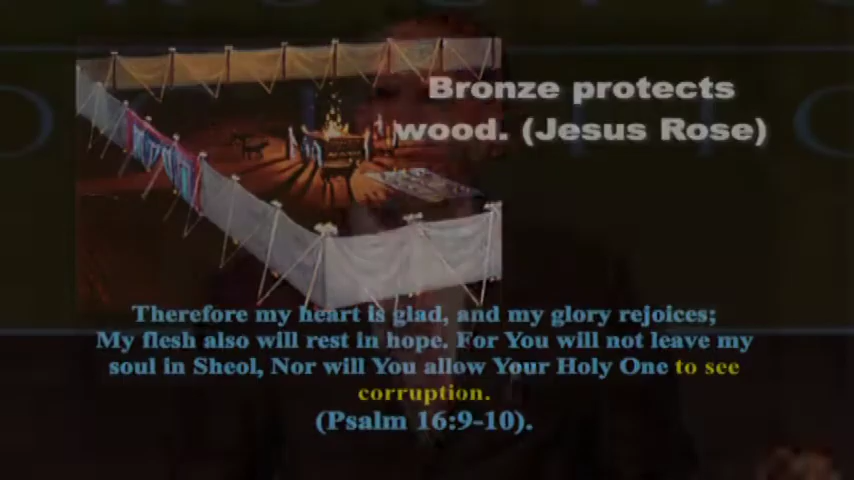 Bronze protects
wood. (Jesus Rose)
Therefore my heart is glad, and my glory rejoices;
My flesh also will rest in hope. For You will not leave my
soul in Sheol, Nor will You allow Your Holy One to see
corruption.
(Psalm 16:9-10).